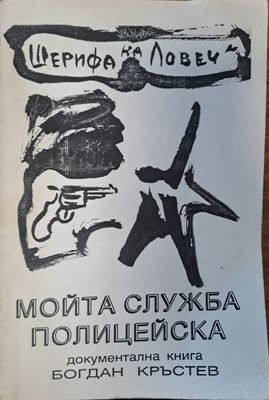 Шерифа на Ловеч"
МОЙТА СЛУЖБА
ПОЛИЦЕЙСКА
документална книга
БОГДАН КРЪСТЕВ